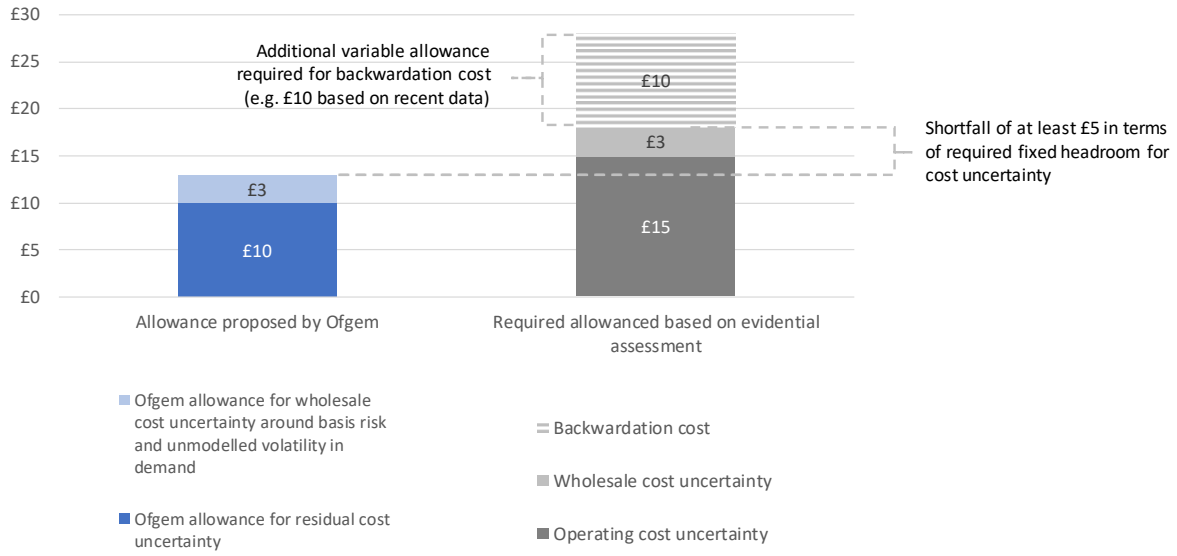 £30
£25
£20
£15
£10
£5
£0
Additional variable allowance
required for backwardation cost
(e.g. £10 based on recent data)
£10
£3
£15
£3
£10
Shortfall of at least £5 in terms
of required fixed headroom for
cost uncertainty
Allowance proposed by Ofgem
Required allowanced based on evidential
assessment
Ofgem allowance for wholesale
cost uncertainty around basis risk
and unmodelled volatility in
demand
Ofgem allowance for residual cost
uncertainty
Backwardation cost
Wholesale cost uncertainty
Operating cost uncertainty